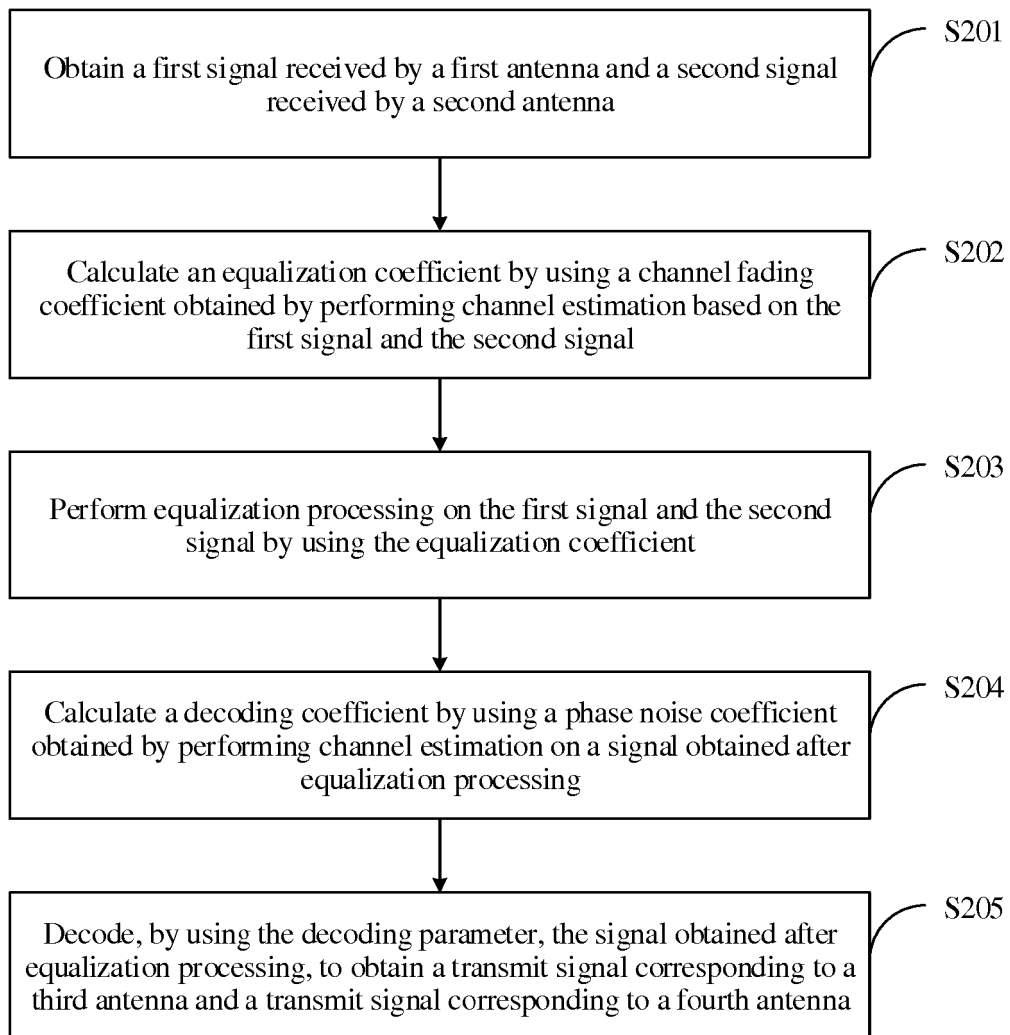 Obtain a first signal received by a first antenna and a second signal
received by a second antenna
S201
Calculate an equalization coefficient by using a channel fading
coefficient obtained by performing channel estimation based on the
first signal and the second signal
S202
Perform equalization processing on the first signal and the second
signal by using the equalization coefficient
S203
Calculate a decoding coefficient by using a phase noise coefficient
obtained by performing channel estimation on a signal obtained after
equalization processing
S204
Decode, by using the decoding parameter, the signal obtained after
equalization processing, to obtain a transmit signal corresponding to a
third antenna and a transmit signal corresponding to a fourth antenna
S205